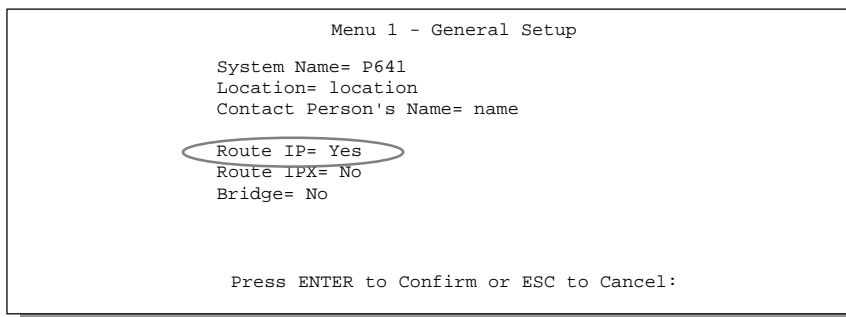 Menu 1 - General Setup
System Name= P641
Location= location
Contact Person's Name= name
Route IP= Yes
Route IPX= No
Bridge= No
Press ENTER to Confirm or ESC to Cancel: